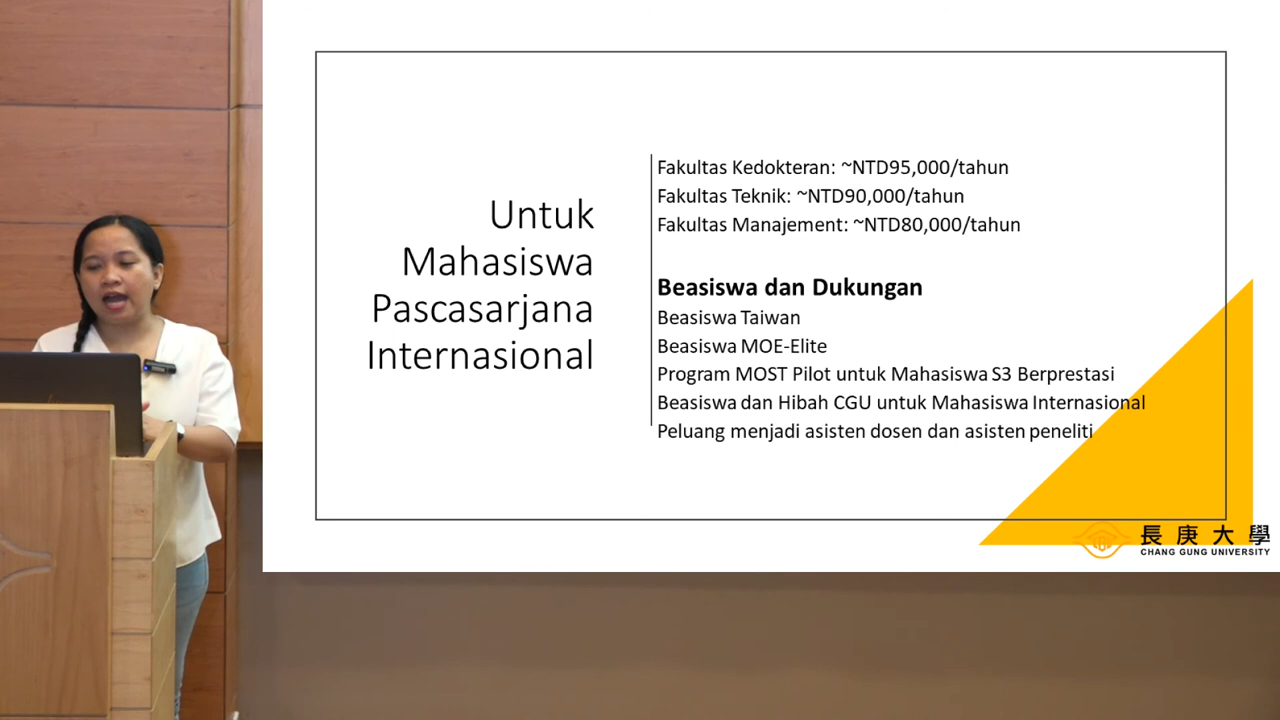 Untuk
Mahasiswa
Pascasarjana
Internasional
Fakultas Kedokteran: ~NTD95,000/tahun
Fakultas Teknik: ~NTD90,000/tahun
Fakultas Manajement: ~NTD80,000/tahun
Beasiswa dan Dukungan
Beasiswa Taiwan
Beasiswa MOE-Elite
Program MOST Pilot untuk Mahasiswa S3 Berprestasi
Beasiswa dan Hibah CGU untuk Mahasiswa Internasional
Peluang menjadi asisten dosen dan asisten peneliti
長庚大學
CHANG GUNG UNIVERSITY